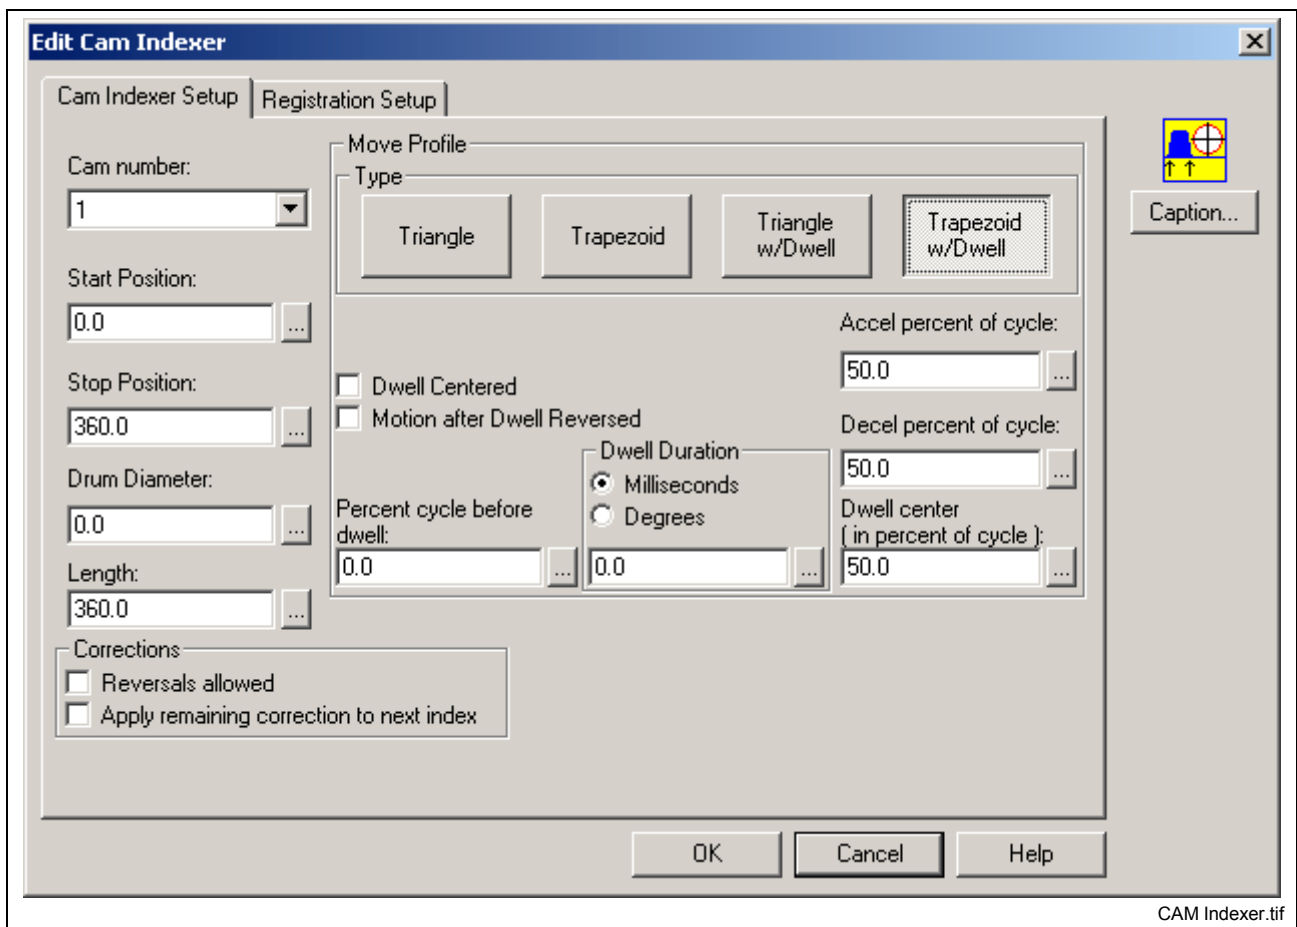 Edit Cam Indexer
Cam Indexer Setup
Registration Setup
Cam number:
1
Start Position:
0.0
...
Stop Position:
360.0
...
Drum Diameter:
0.0
...
Length:
360.0
...
Corrections
Reversals allowed
Apply remaining correction to next index
Move Profile
Type
Triangle
Trapezoid
Triangle
w/Dwell
Trapezoid
w/Dwell
Dwell Centered
Motion after Dwell Reversed
Percent cycle before
dwell:
0.0
...
Dwell Duration
Milliseconds
Degrees
0.0
...
Accel percent of cycle:
50.0
...
Decel percent of cycle:
50.0
...
Dwell center
( in percent of cycle ):
50.0
...
Caption...
OK
Cancel
Help
CAM Indexer.tif